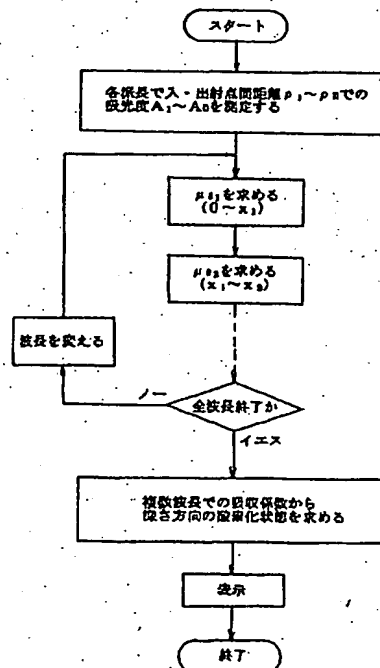 スタート
各波長で入・出射点間距離ρ₁～ρnでの
吸光度A₁～Anを測定する
μa₁を求める
(0～x₁)
μa₂を求める
(x₁～x₂)
波長を変える
ノー
全波長終了か
イエス
複数波長での吸収係数から
深さ方向の酸素化状態を求める
表示
終了